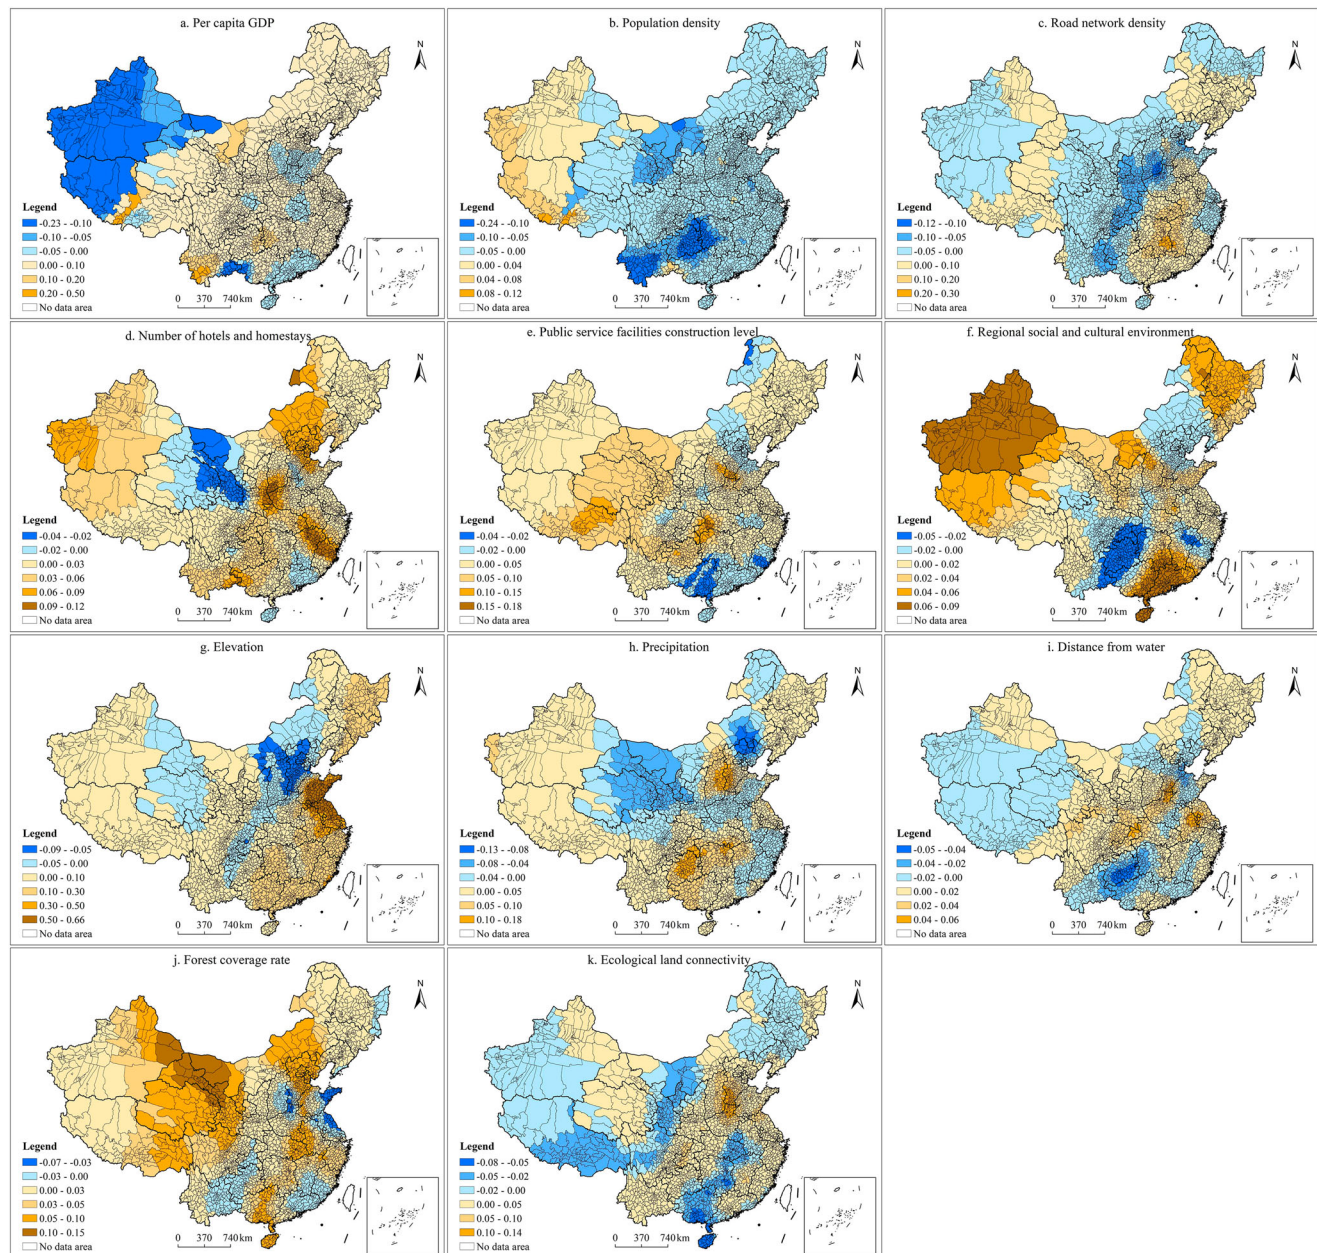 a. Per capita GDP
N
Legend
-0.23 - -0.10
-0.10 - -0.05
-0.05 - 0.00
0.00 - 0.10
0.10 - 0.20
0.20 - 0.50
No data area
0 370 740 km
b. Population density
N
Legend
-0.24 - -0.10
-0.10 - -0.05
-0.05 - 0.00
0.00 - 0.04
0.04 - 0.08
0.08 - 0.12
No data area
0 370 740 km
c. Road network density
N
Legend
-0.12 - -0.10
-0.10 - -0.05
-0.05 - 0.00
0.00 - 0.10
0.10 - 0.20
0.20 - 0.30
No data area
0 370 740 km
d. Number of hotels and homestays
N
Legend
-0.04 - -0.02
-0.02 - 0.00
0.00 - 0.03
0.03 - 0.06
0.06 - 0.09
0.09 - 0.12
No data area
0 370 740 km
e. Public service facilities construction level
N
Legend
-0.04 - -0.02
-0.02 - 0.00
0.00 - 0.05
0.05 - 0.10
0.10 - 0.15
0.15 - 0.18
No data area
0 370 740 km
f. Regional social and cultural environment
N
Legend
-0.05 - -0.02
-0.02 - 0.00
0.00 - 0.02
0.02 - 0.04
0.04 - 0.06
0.06 - 0.09
No data area
0 370 740 km
g. Elevation
N
Legend
-0.09 - -0.05
-0.05 - 0.00
0.00 - 0.10
0.10 - 0.30
0.30 - 0.50
0.50 - 0.66
No data area
0 370 740 km
h. Precipitation
N
Legend
-0.13 - -0.08
-0.08 - -0.04
-0.04 - 0.00
0.00 - 0.05
0.05 - 0.10
0.10 - 0.18
No data area
0 370 740 km
i. Distance from water
N
Legend
-0.05 - -0.04
-0.04 - -0.02
-0.02 - 0.00
0.00 - 0.02
0.02 - 0.04
0.04 - 0.06
No data area
0 370 740 km
j. Forest coverage rate
N
Legend
-0.07 - -0.03
-0.03 - 0.00
0.00 - 0.03
0.03 - 0.05
0.05 - 0.10
0.10 - 0.15
No data area
0 370 740 km
k. Ecological land connectivity
N
Legend
-0.08 - -0.05
-0.05 - -0.02
-0.02 - 0.00
0.00 - 0.05
0.05 - 0.10
0.10 - 0.14
No data area
0 370 740 km